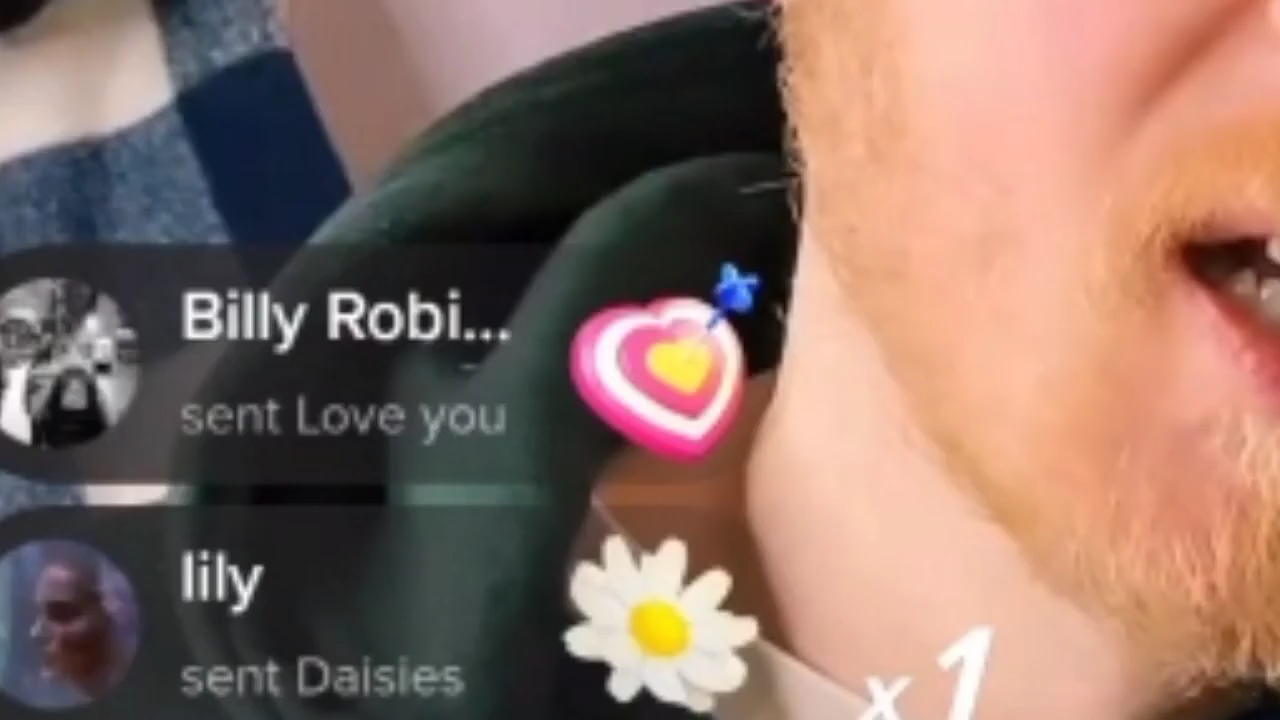 Billy Robi...
sent Love you
lily
sent Daisies
x1